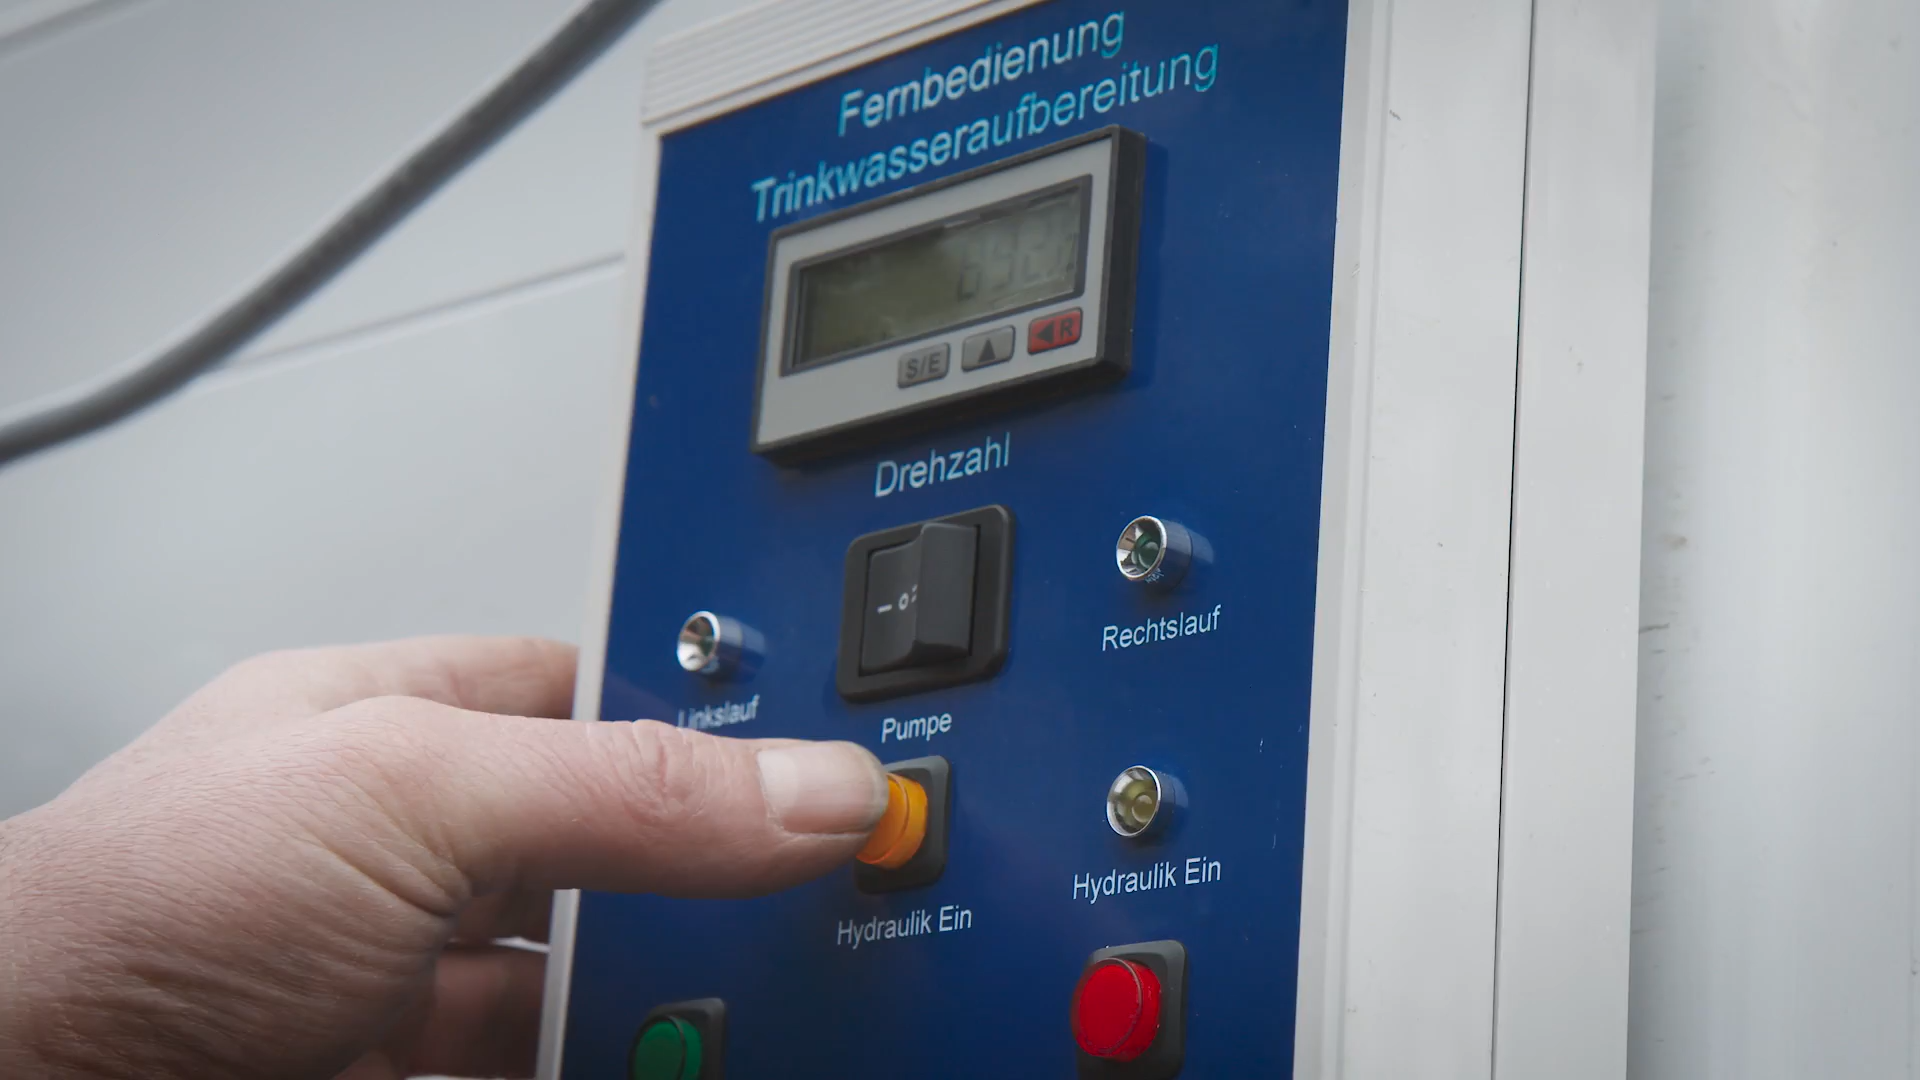 Fernbedienung
Trinkwasseraufbereitung
S/E
R
Drehzahl
Rechtslauf
Linkslauf
Pumpe
Hydraulik Ein
Hydraulik Ein